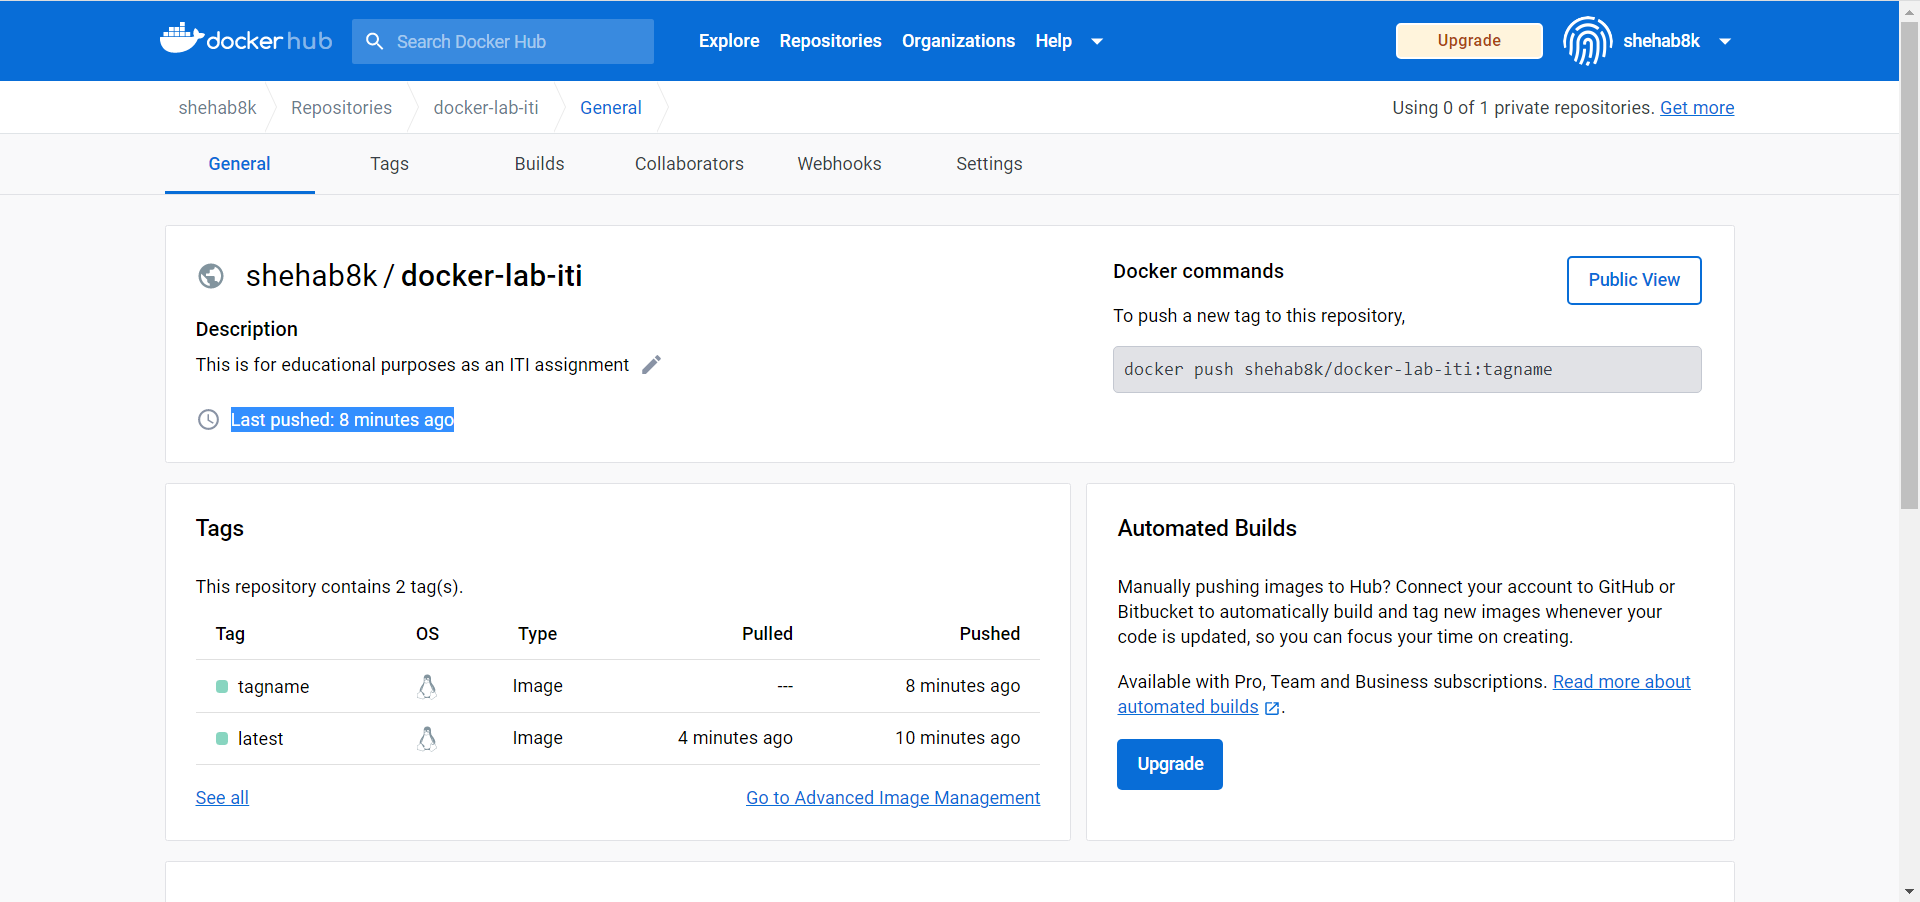 docker hub
Search Docker Hub
Explore Repositories Organizations Help
Upgrade
shehab8k
shehab8k Repositories docker-lab-iti General
Using 0 of 1 private repositories. Get more
General Tags Builds Collaborators Webhooks Settings
shehab8k / docker-lab-iti
Description
This is for educational purposes as an ITI assignment
Last pushed: 8 minutes ago
Docker commands
Public View
To push a new tag to this repository,
docker push shehab8k/docker-lab-iti:tagname
Tags
This repository contains 2 tag(s).
Tag OS Type Pulled Pushed
tagname Image --- 8 minutes ago
latest Image 4 minutes ago 10 minutes ago
See all Go to Advanced Image Management
Automated Builds
Manually pushing images to Hub? Connect your account to GitHub or
Bitbucket to automatically build and tag new images whenever your
code is updated, so you can focus your time on creating.
Available with Pro, Team and Business subscriptions. Read more about
automated builds.
Upgrade